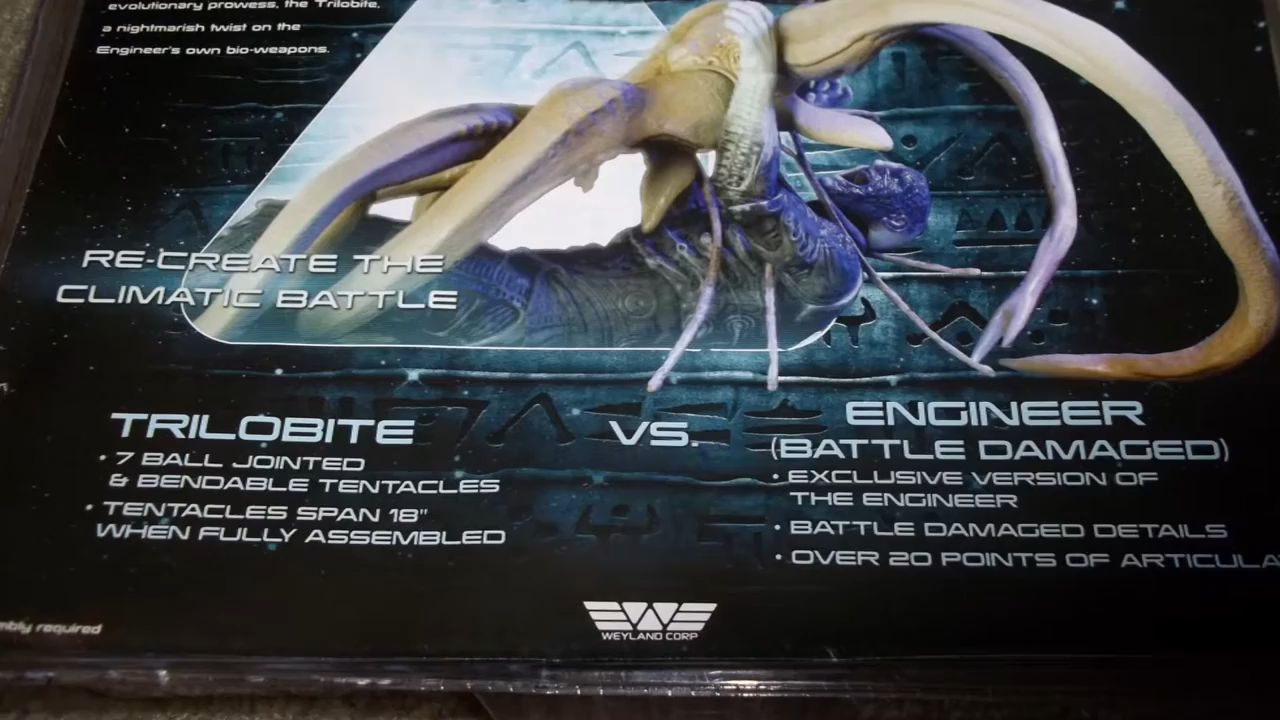 evolutionary prowess, the Trilobite,
a nightmarish twist on the
Engineer's own bio-weapons.
RE-CREATE THE
CLIMATIC BATTLE
TRILOBITE
• 7 BALL JOINTED
& BENDABLE TENTACLES
• TENTACLES SPAN 18"
WHEN FULLY ASSEMBLED
VS.
ENGINEER
(BATTLE DAMAGED)
• EXCLUSIVE VERSION OF
THE ENGINEER
• BATTLE DAMAGED DETAILS
• OVER 20 POINTS OF
required
WEYLAND CORP